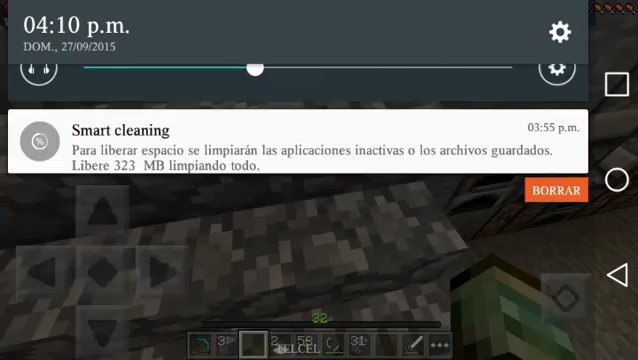 04:10 p.m.
DOM., 27/09/2015
Smart cleaning
03:55 p.m.
%
Para liberar espacio se limpiarán las aplicaciones inactivas o los archivos guardados.
Libere 323 MB limpiando todo.
BORRAR
32
3
2
58
31
TELCEL